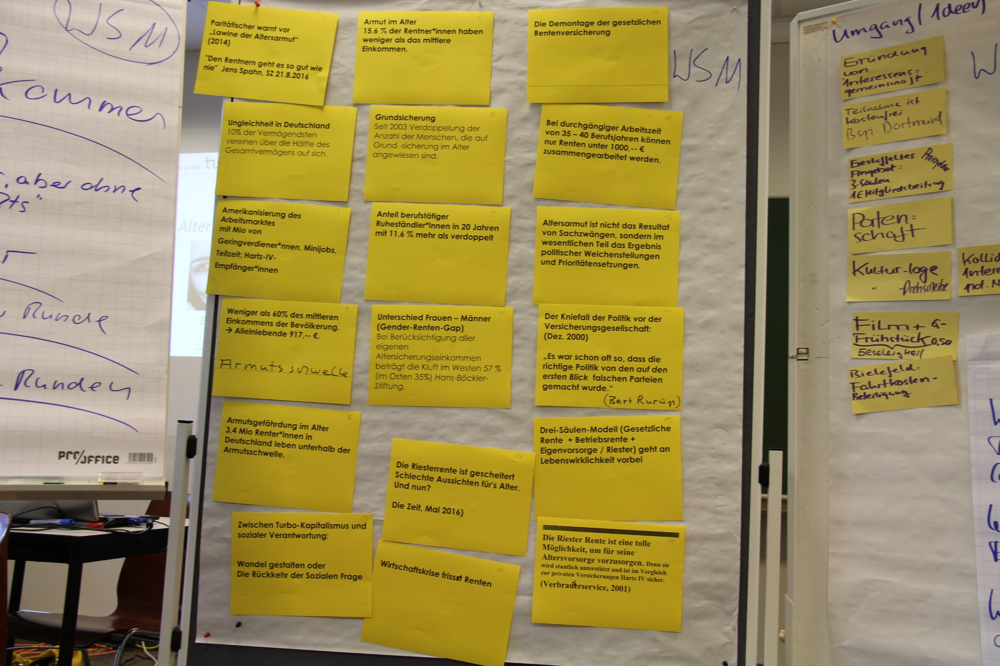 WSM
Kommen
, aber ohne
Runde
Runden
PRO/OFFICE
tu
Alter
Paritätischer warnt vor
„Lawine der Altersarmut“
(2014)
"Den Rentnern geht es so gut wie
nie" Jens Spahn, SZ 21.8.2016
Ungleichheit in Deutschland
10% der Vermögendsten
vereinen über die Hälfte des
Gesamtvermögens auf sich.
Amerikanisierung des
Arbeitsmarktes
mit Mio von
Geringverdiener*nnen, Minijobs,
Teilzeit; Hartz-IV-
Empfänger*innen
Weniger als 60% des mittleren
Einkommens der Bevölkerung.
→ Alleinlebende 917,-- €.
Armutsschwelle
Armutsgefährdung im Alter
3,4 Mio Renter*innen in
Deutschland leben unterhalb der
Armutsschwelle.
Zwischen Turbo-Kapitalismus und
sozialer Verantwortung:
Wandel gestalten oder
Die Rückkehr der Sozialen Frage
Armut im Alter
15,6 % der Rentner*innen haben
weniger als das mittlere
Einkommen.
Grundsicherung
Seit 2003 Verdoppelung der
Anzahl der Menschen, die auf
Grund -sicherung im Alter
angewiesen sind.
Anteil berufstätiger
Ruheständler*innen in 20 Jahren
mit 11,6 % mehr als verdoppelt
Unterschied Frauen – Männer
(Gender-Renten-Gap)
Bei Berücksichtigung aller
eigenen
Altersicherungseinkommen
beträgt die Kluft im Westen 57 %
(im Osten 35%) Hans-Böckler-
Stiftung.
Die Riesterrente ist gescheitert
Schlechte Aussichten für's Alter.
Und nun?
Die Zeit, Mai 2016)
Wirtschaftskrise frisst Renten
Die Demontage der gesetzlichen
Rentenversicherung
WSM
Bei durchgängiger Arbeitszeit
von 35 – 40 Berufsjahren können
nur Renten unter 1000,-- €
zusammengearbeitet werden.
Altersarmut ist nicht das Resultat
von Sachzwängen, sondern im
wesentlichen Teil das Ergebnis
politischer Weichenstellungen
und Prioritätensetzungen.
Der Kniefall der Politik vor der
Versicherungsgesellschaft:
(Dez. 2000)
„Es war schon oft so, dass die
richtige Politik von den auf den
ersten Blick falschen Parteien
gemacht wurde.“
(Bert Rurüp)
Drei-Säulen-Modell (Gesetzliche
Rente + Betriebsrente +
Eigenvorsorge / Riester) geht an
Lebenswirklichkeit vorbei
Die Riester Rente ist eine tolle
Möglichkeit, um für seine
Altersvorsorge vorzusorgen. Denn sie
wird staatlich unterstützt und ist im Vergleich
zur privaten Versicherungen Hartz IV sicher.
(Verbrauerservice, 2001)
Umgang / Ideen
Gründung
von
Interessens=
gemeinschaft
Teilnahme ist
kostenfrei
Bsp. Dortmund
Gestaffeltes
Angebot:
3-Säulen
1€ Mitgliedsbeitrag
Paten=
schaft
Kultur-loge
" Drehscheibe
Film + G-
Frühstück 0,50
Geseleigkeit
Bielefeld:
Fahrtkosten-
Beteiligung